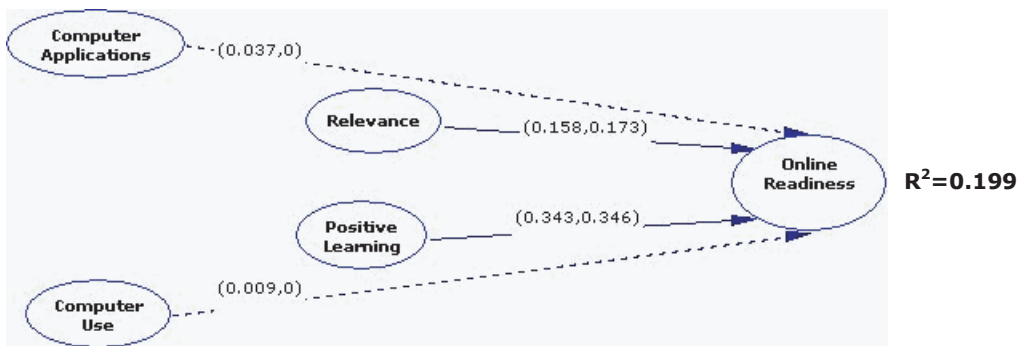 Computer
Applications
(0.037,0)
Relevance
(0.158,0.173)
Online
Readiness
R²=0.199
Positive
Learning
(0.343,0.346)
Computer
Use
(0.009,0)